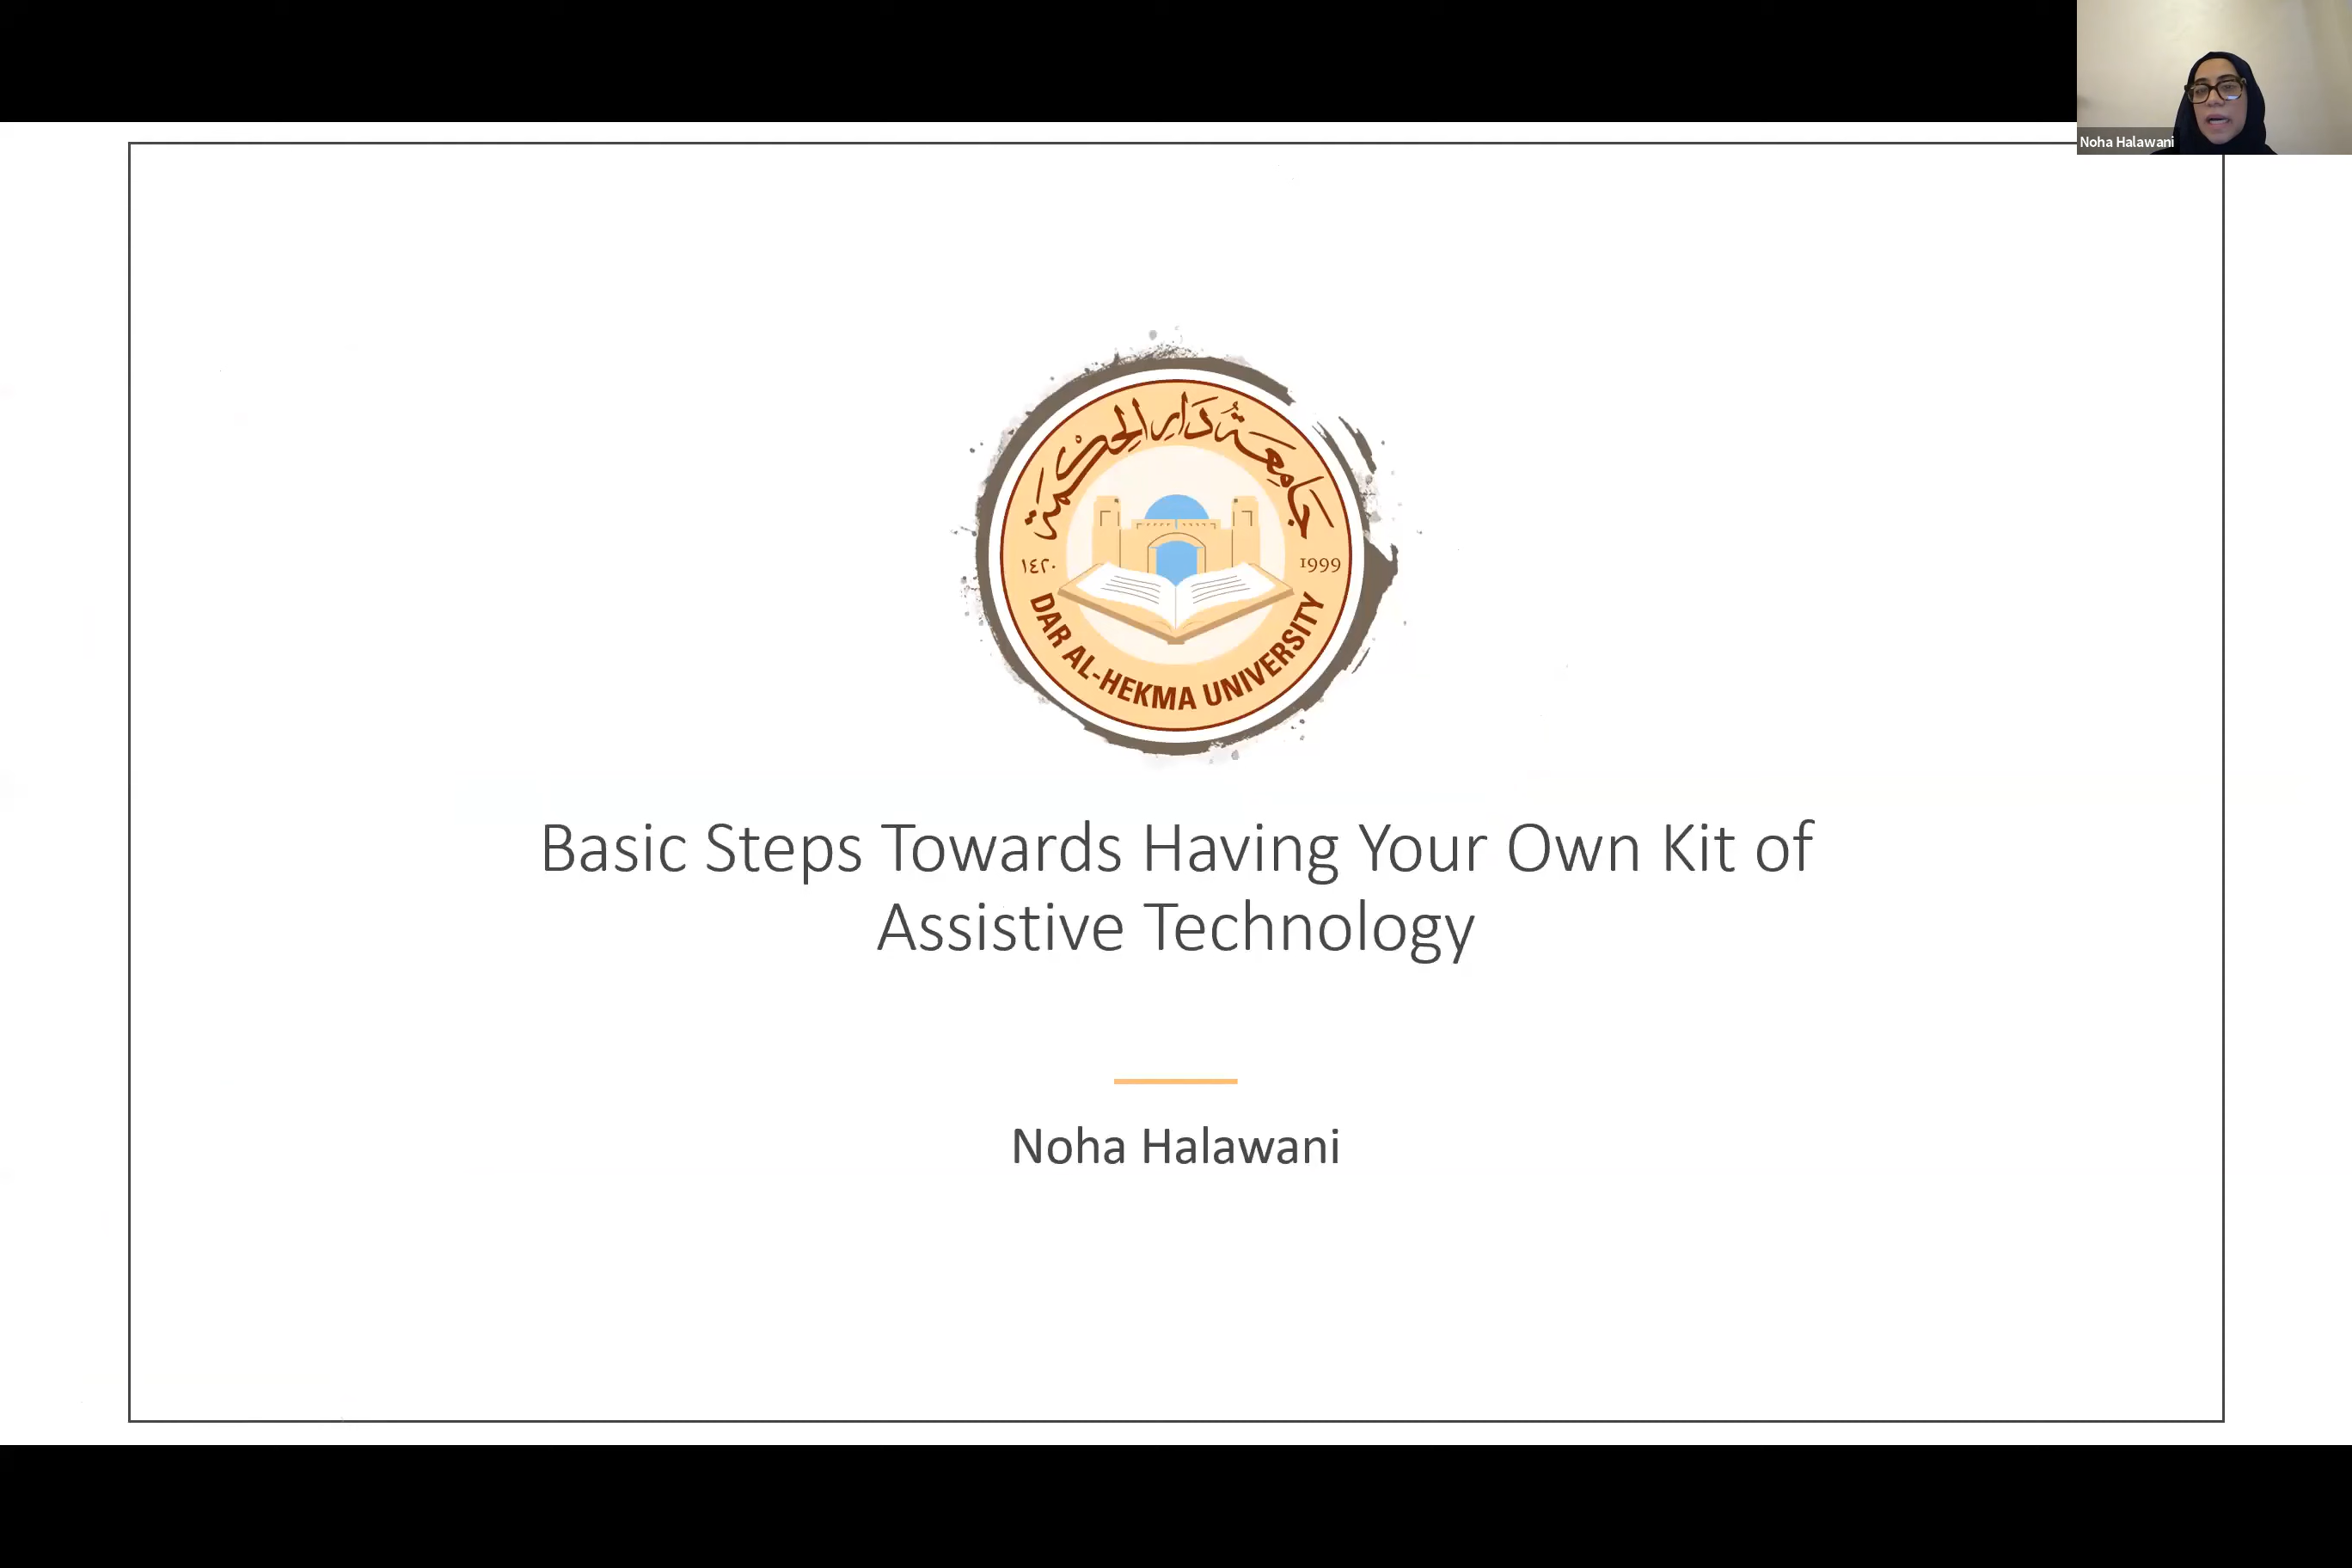 Noha Halawani
جامعة دار الحكمة
١٤٢٠
1999
DAR AL-HEKMA UNIVERSITY
Basic Steps Towards Having Your Own Kit of
Assistive Technology
Noha Halawani